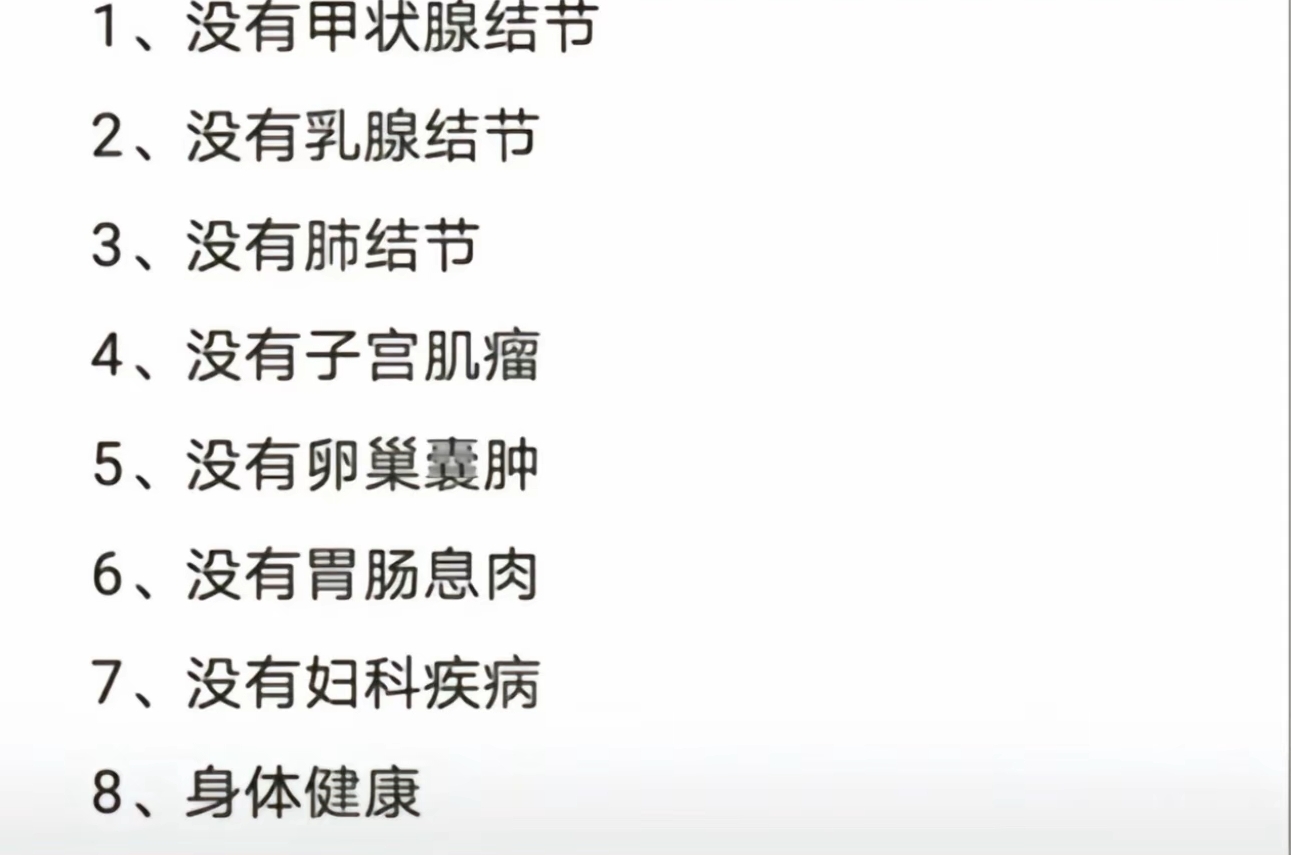 1、没有甲状腺结节
2、没有乳腺结节
3、没有肺结节
4、没有子宫肌瘤
5、没有卵巢囊肿
6、没有胃肠息肉
7、没有妇科疾病
8、身体健康